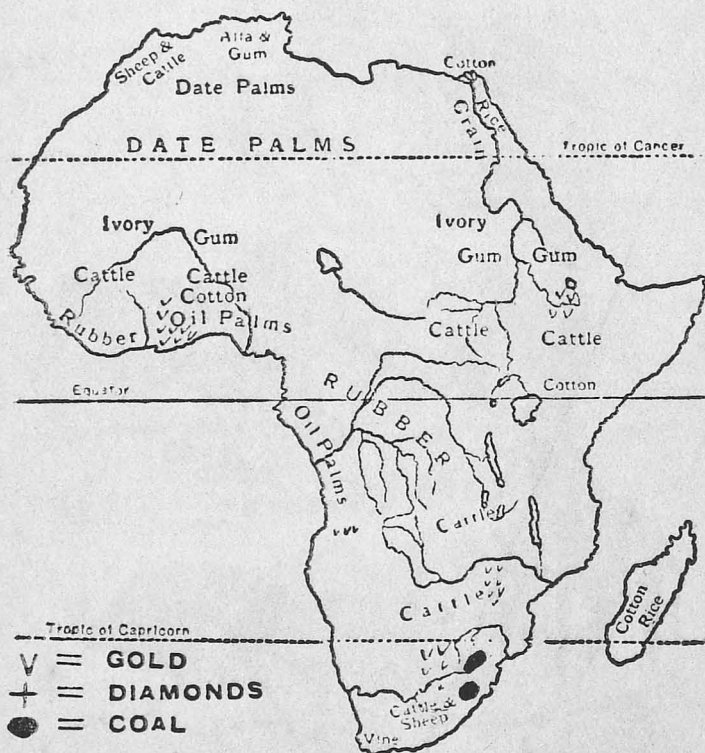 Sheep &
Cattle
Alfa &
Gum
Date Palms
Cotton
Rice
Grain
DATE PALMS
Tropic of Cancer
Ivory
Gum
Cattle
Cattle
Cotton
Oil Palms
Rubber
Ivory
Gum
Gum
Cattle
Cattle
Cotton
Equator
RUBBER
Oil Palms
Cattle
Cattle
Cotton
Rice
Tropic of Capricorn
Cattle &
Sheep
Vine
V = GOLD
+ = DIAMONDS
= COAL